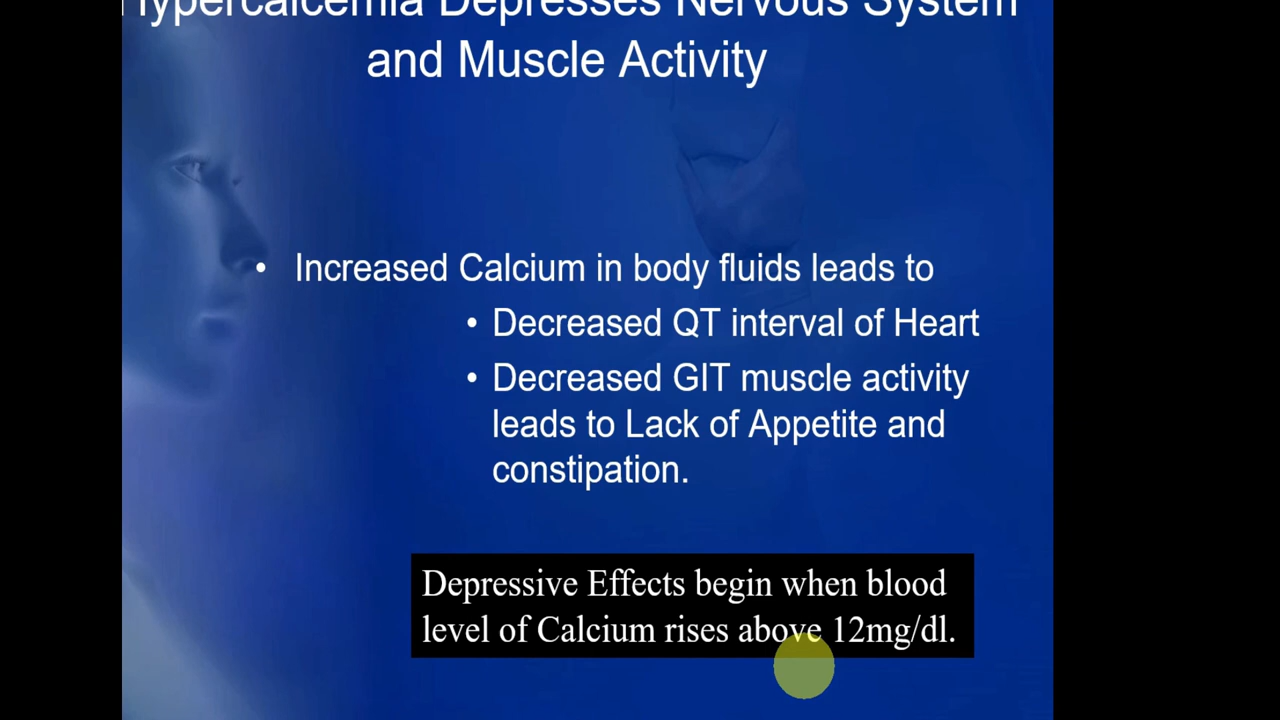 Hypercalcemia Depresses Nervous System
and Muscle Activity
• Increased Calcium in body fluids leads to
• Decreased QT interval of Heart
• Decreased GIT muscle activity
leads to Lack of Appetite and
constipation.
Depressive Effects begin when blood
level of Calcium rises above 12mg/dl.